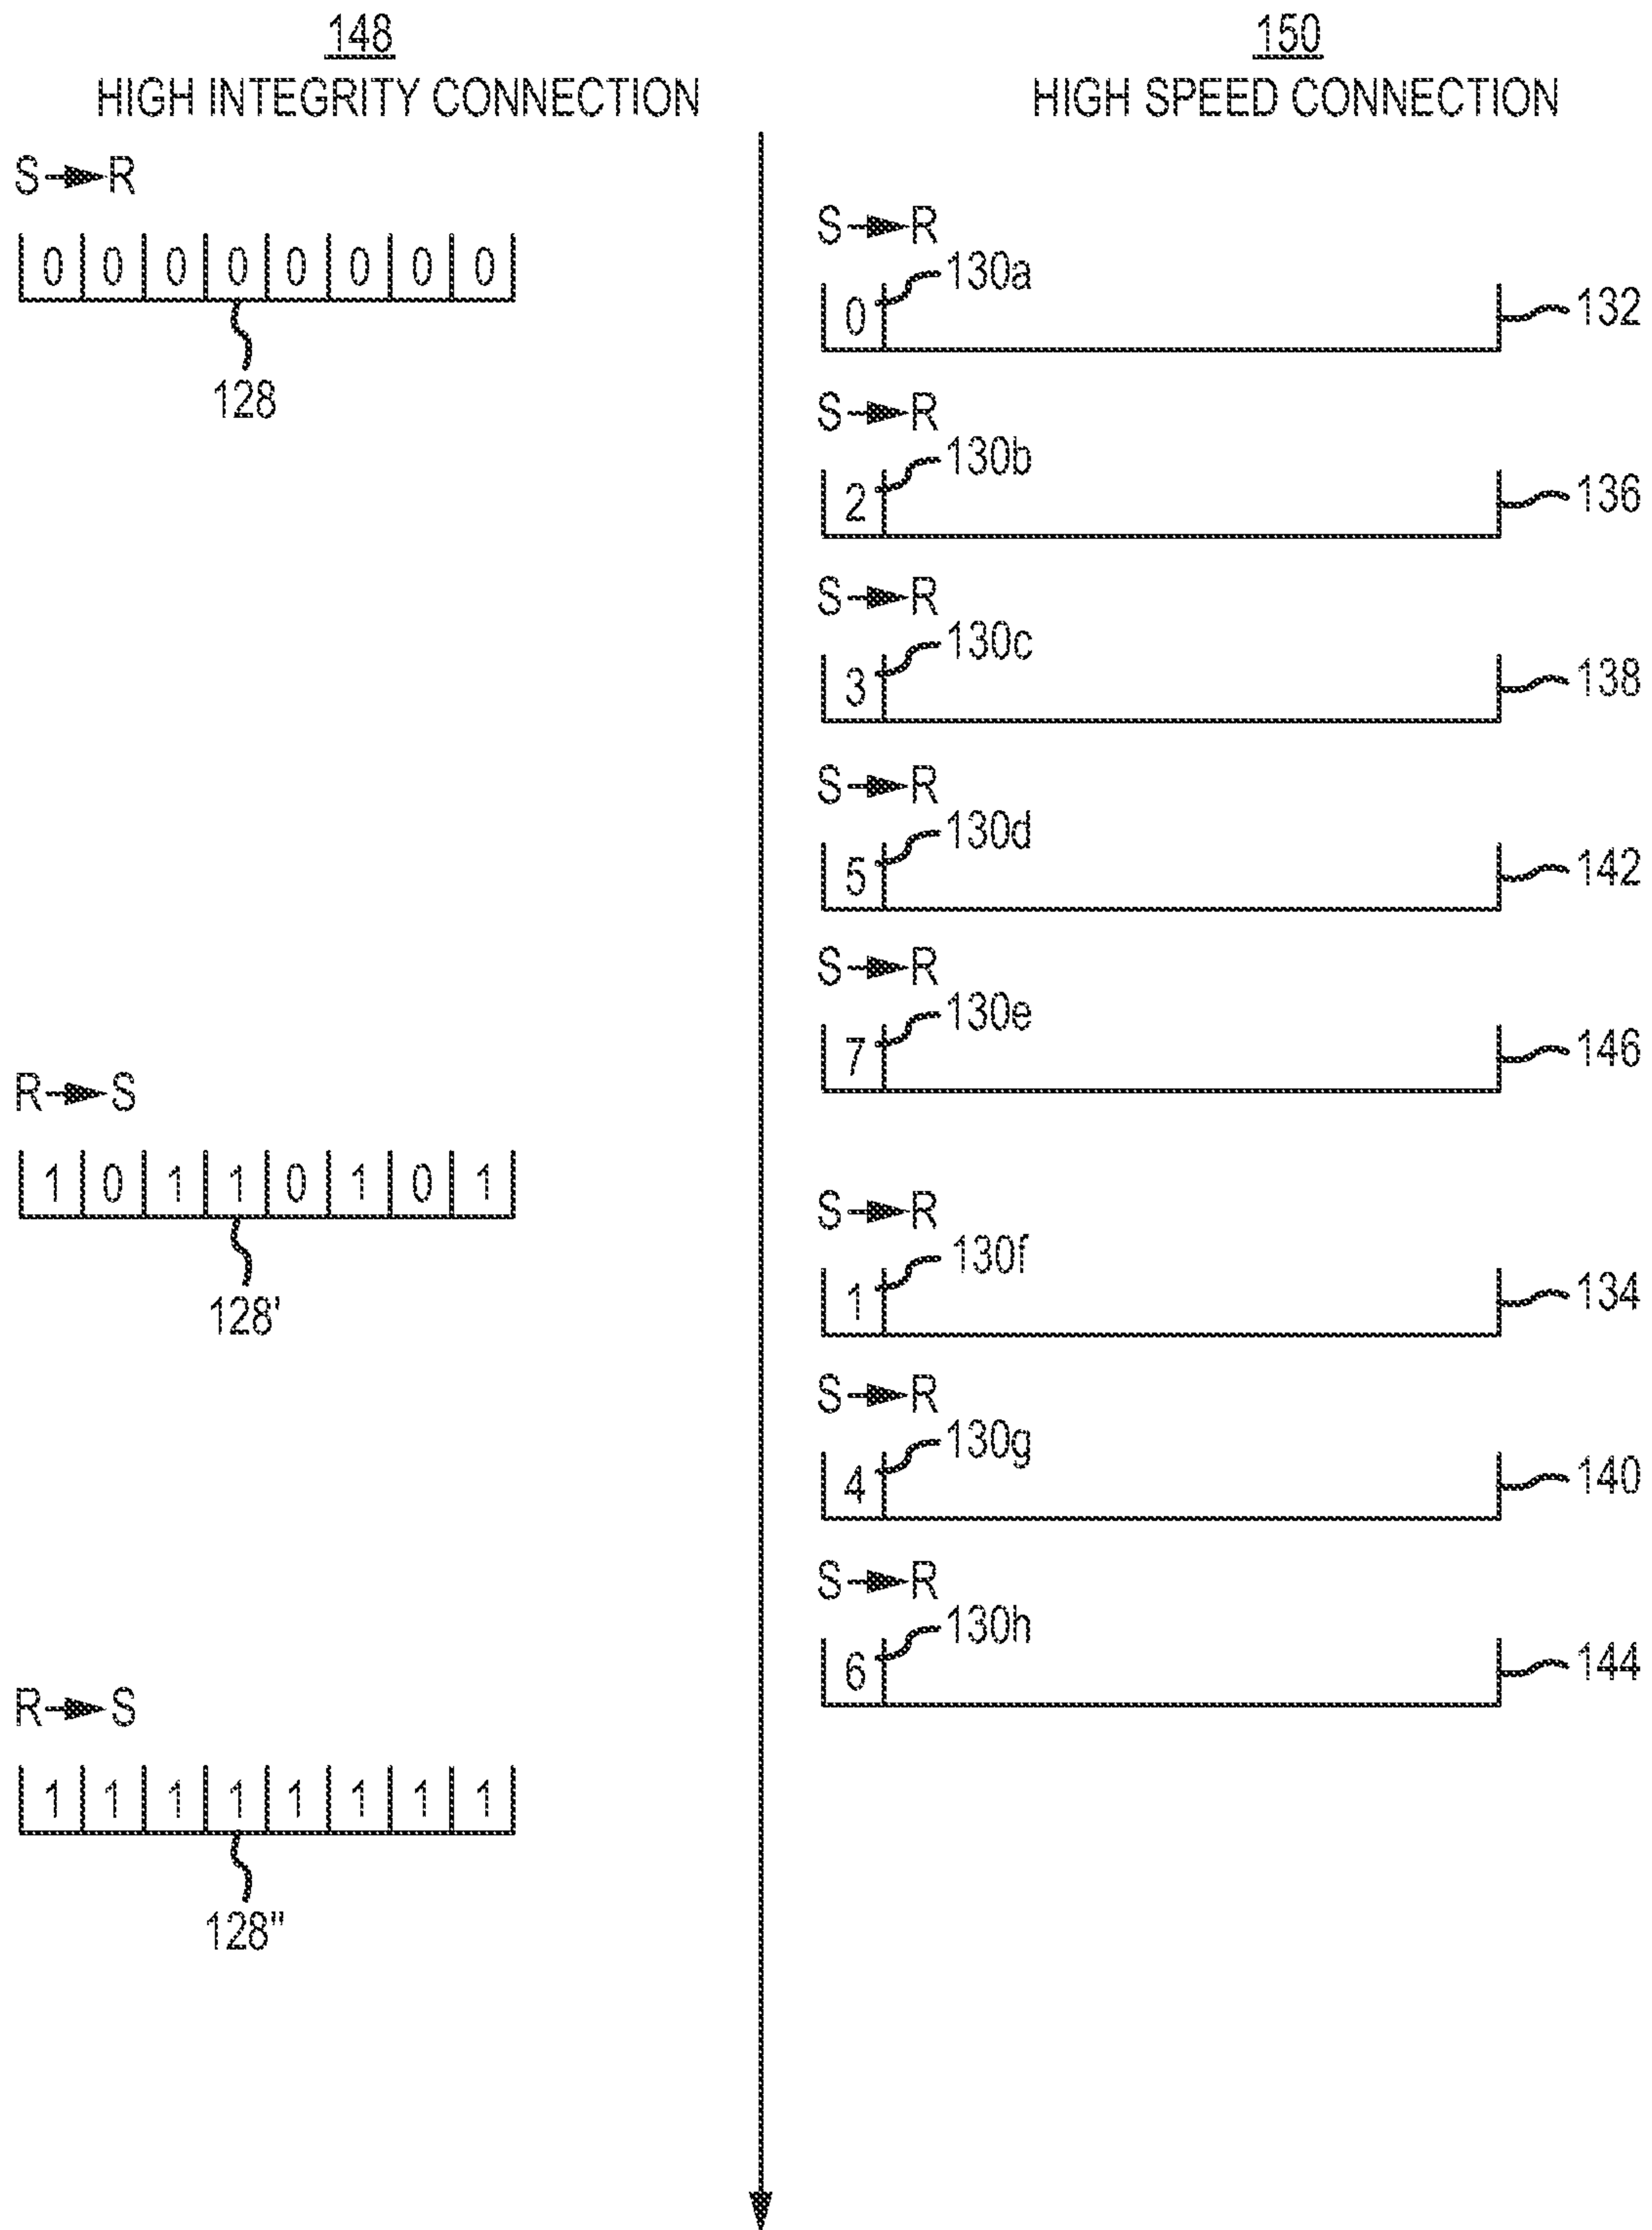 148
HIGH INTEGRITY CONNECTION
S R
0 0 0 0 0 0 0 0
128
R S
1 0 1 1 0 1 0 1
128'
R S
1 1 1 1 1 1 1 1
128"
150
HIGH SPEED CONNECTION
S R
130a
0
132
S R
130b
2
136
S R
130c
3
138
S R
130d
5
142
S R
130e
7
146
S R
130f
1
134
S R
130g
4
140
S R
130h
6
144